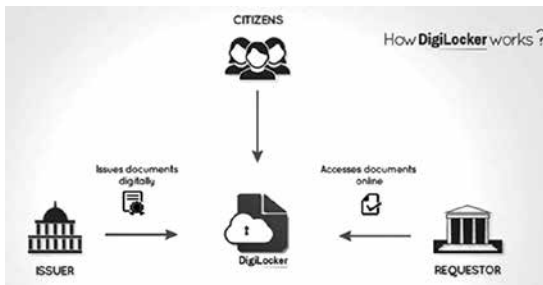 CITIZENS
How DigiLocker works ?
Issues documents
digitally
Accesses documents
online
DigiLocker
ISSUER
REQUESTOR